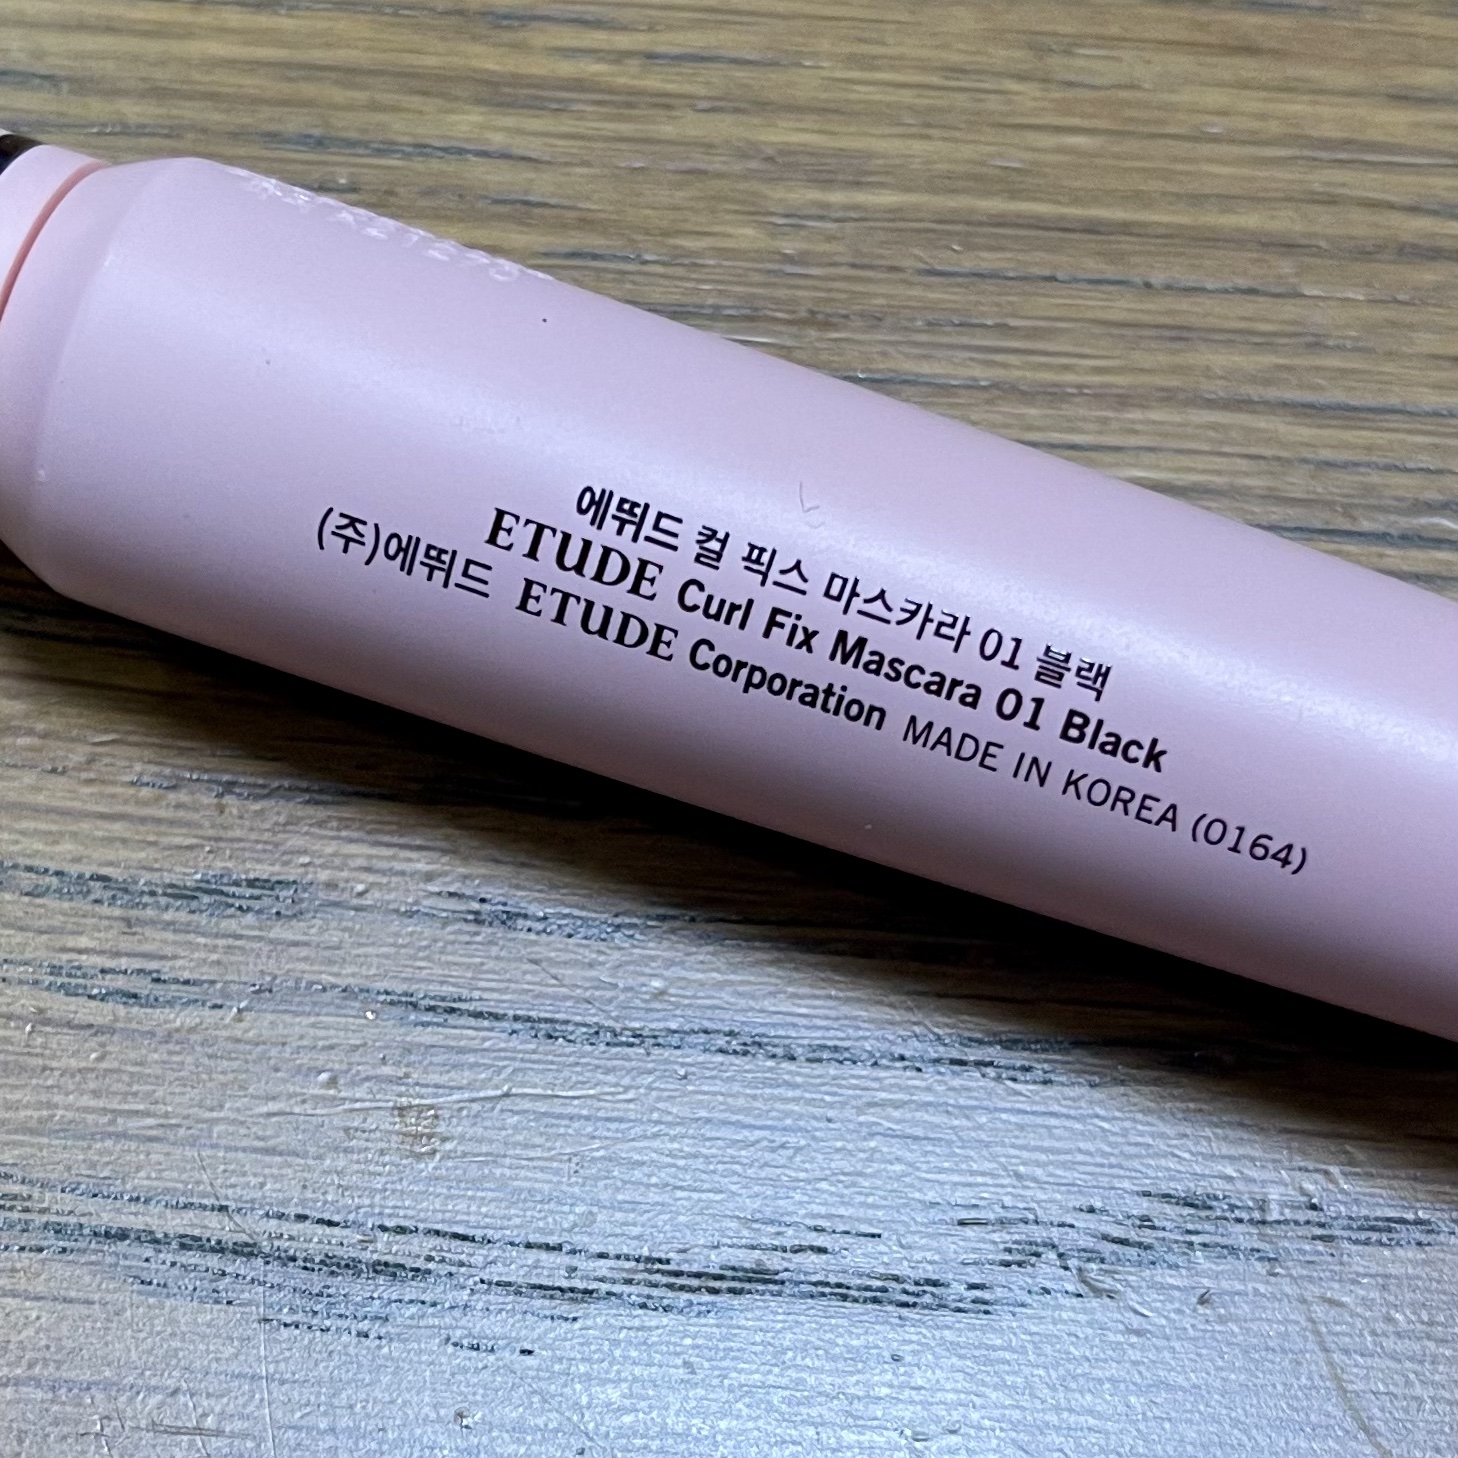 에뛰드 컬 픽스 마스카라 01 블랙
ETUDE Curl Fix Mascara 01 Black
(주)에뛰드 ETUDE Corporation MADE IN KOREA (0164)